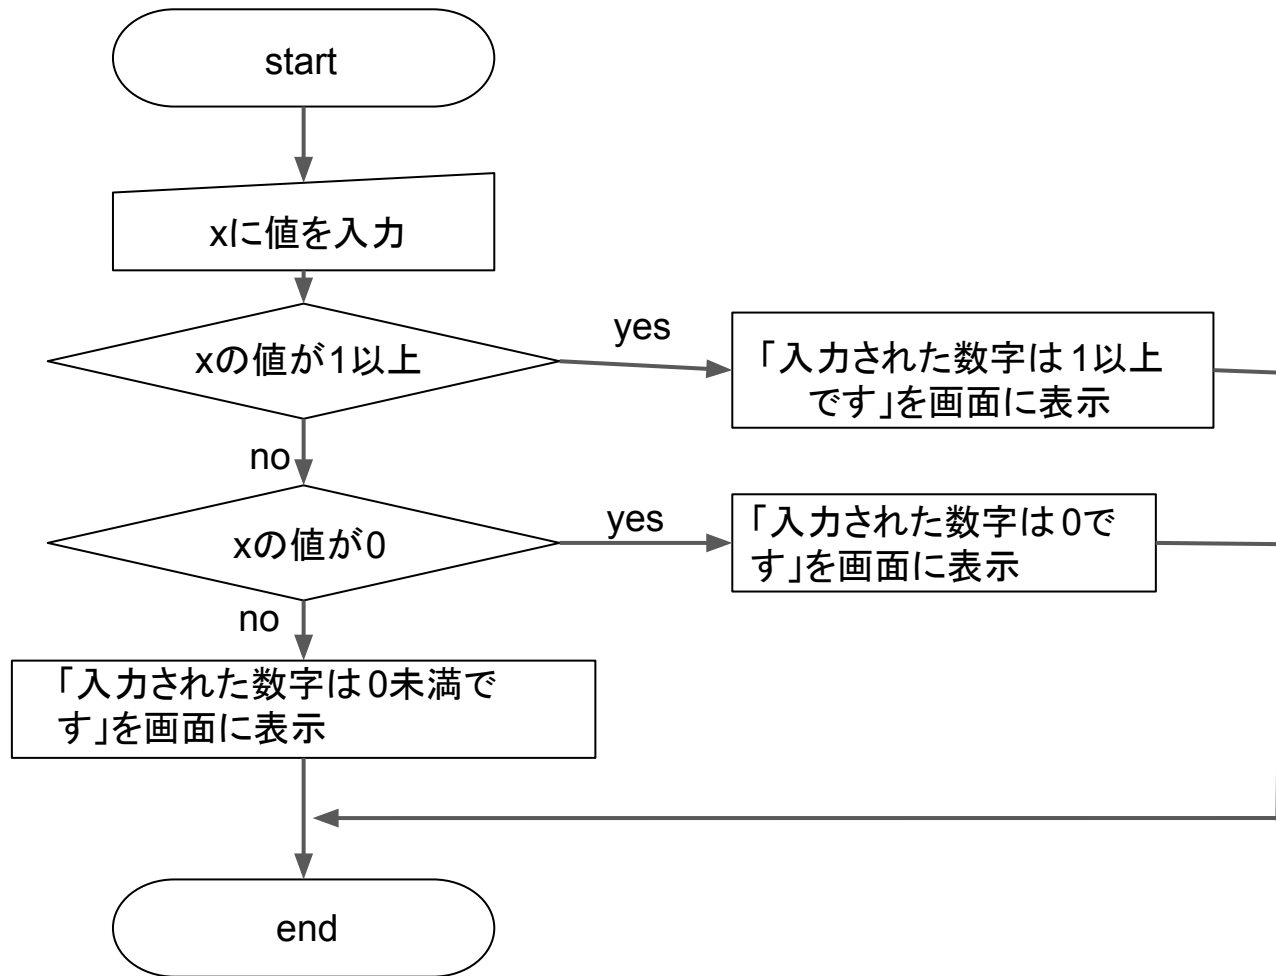 start
xに値を入力
xの値が1以上
yes
「入力された数字は1以上
です」を画面に表示
no
xの値が0
yes
「入力された数字は0で
す」を画面に表示
no
「入力された数字は0未満で
す」を画面に表示
end